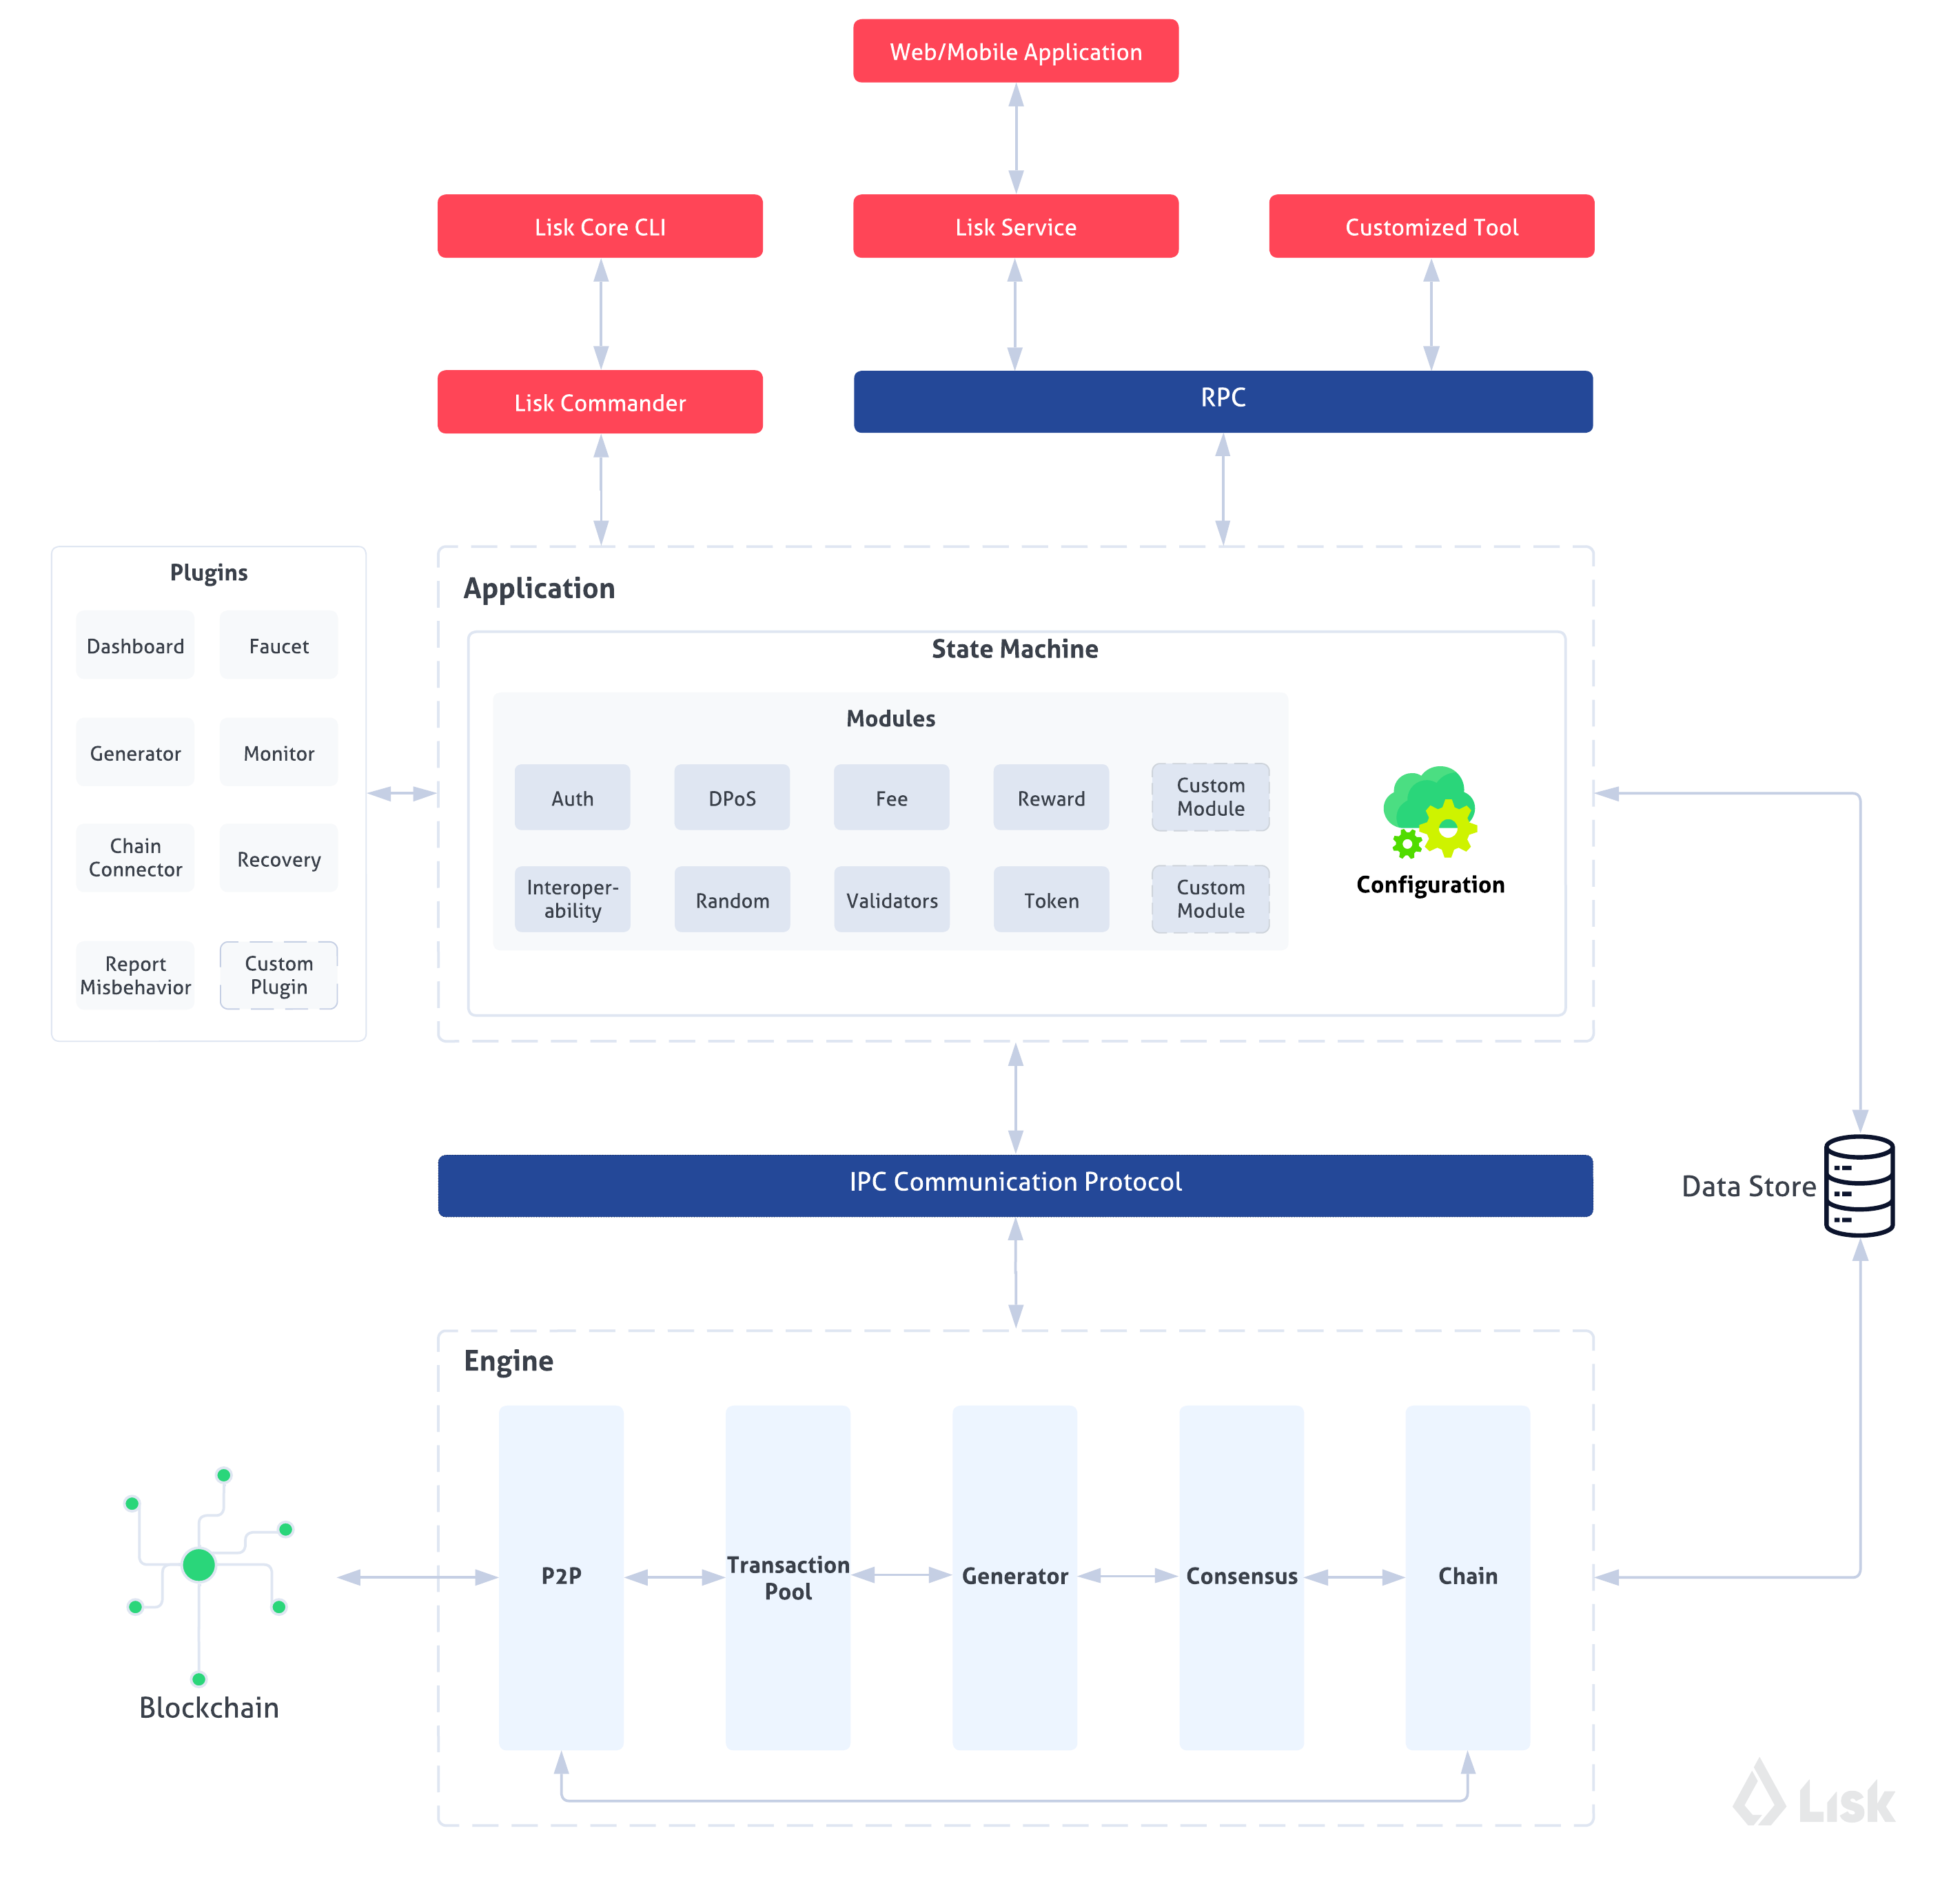 Web/Mobile Application
Lisk Core CLI
Lisk Service
Customized Tool
Lisk Commander
RPC
Plugins
Dashboard
Faucet
Generator
Monitor
Chain
Connector
Recovery
Report
Misbehavior
Custom
Plugin
Application
State Machine
Modules
Auth
DPoS
Fee
Reward
Custom
Module
Interoper-
ability
Random
Validators
Token
Custom
Module
Configuration
IPC Communication Protocol
Data Store
Engine
P2P
Transaction
Pool
Generator
Consensus
Chain
Blockchain
Lisk